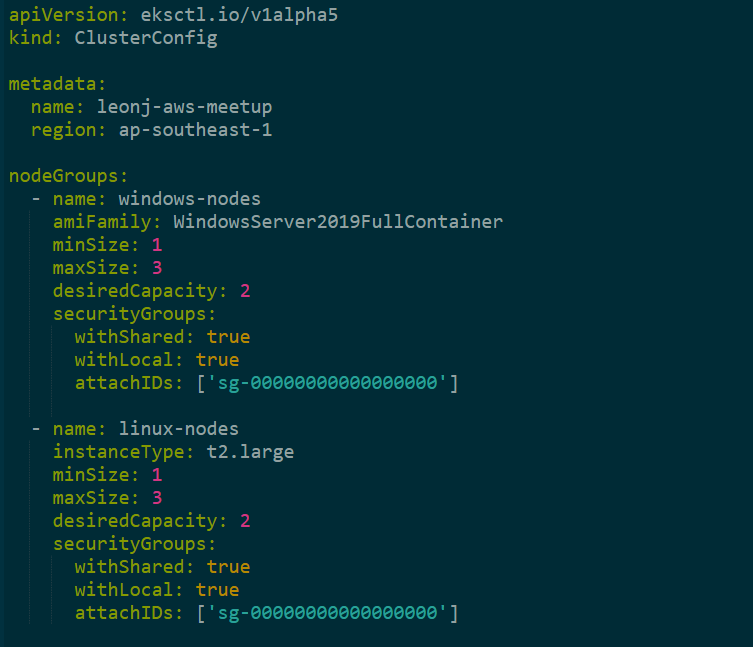 apiVersion: eksctl.io/v1alpha5
kind: ClusterConfig

metadata:
  name: leonj-aws-meetup
  region: ap-southeast-1

nodeGroups:
  - name: windows-nodes
    amiFamily: WindowsServer2019FullContainer
    minSize: 1
    maxSize: 3
    desiredCapacity: 2
    securityGroups:
      withShared: true
      withLocal: true
      attachIDs: ['sg-00000000000000000']

  - name: linux-nodes
    instanceType: t2.large
    minSize: 1
    maxSize: 3
    desiredCapacity: 2
    securityGroups:
      withShared: true
      withLocal: true
      attachIDs: ['sg-00000000000000000']